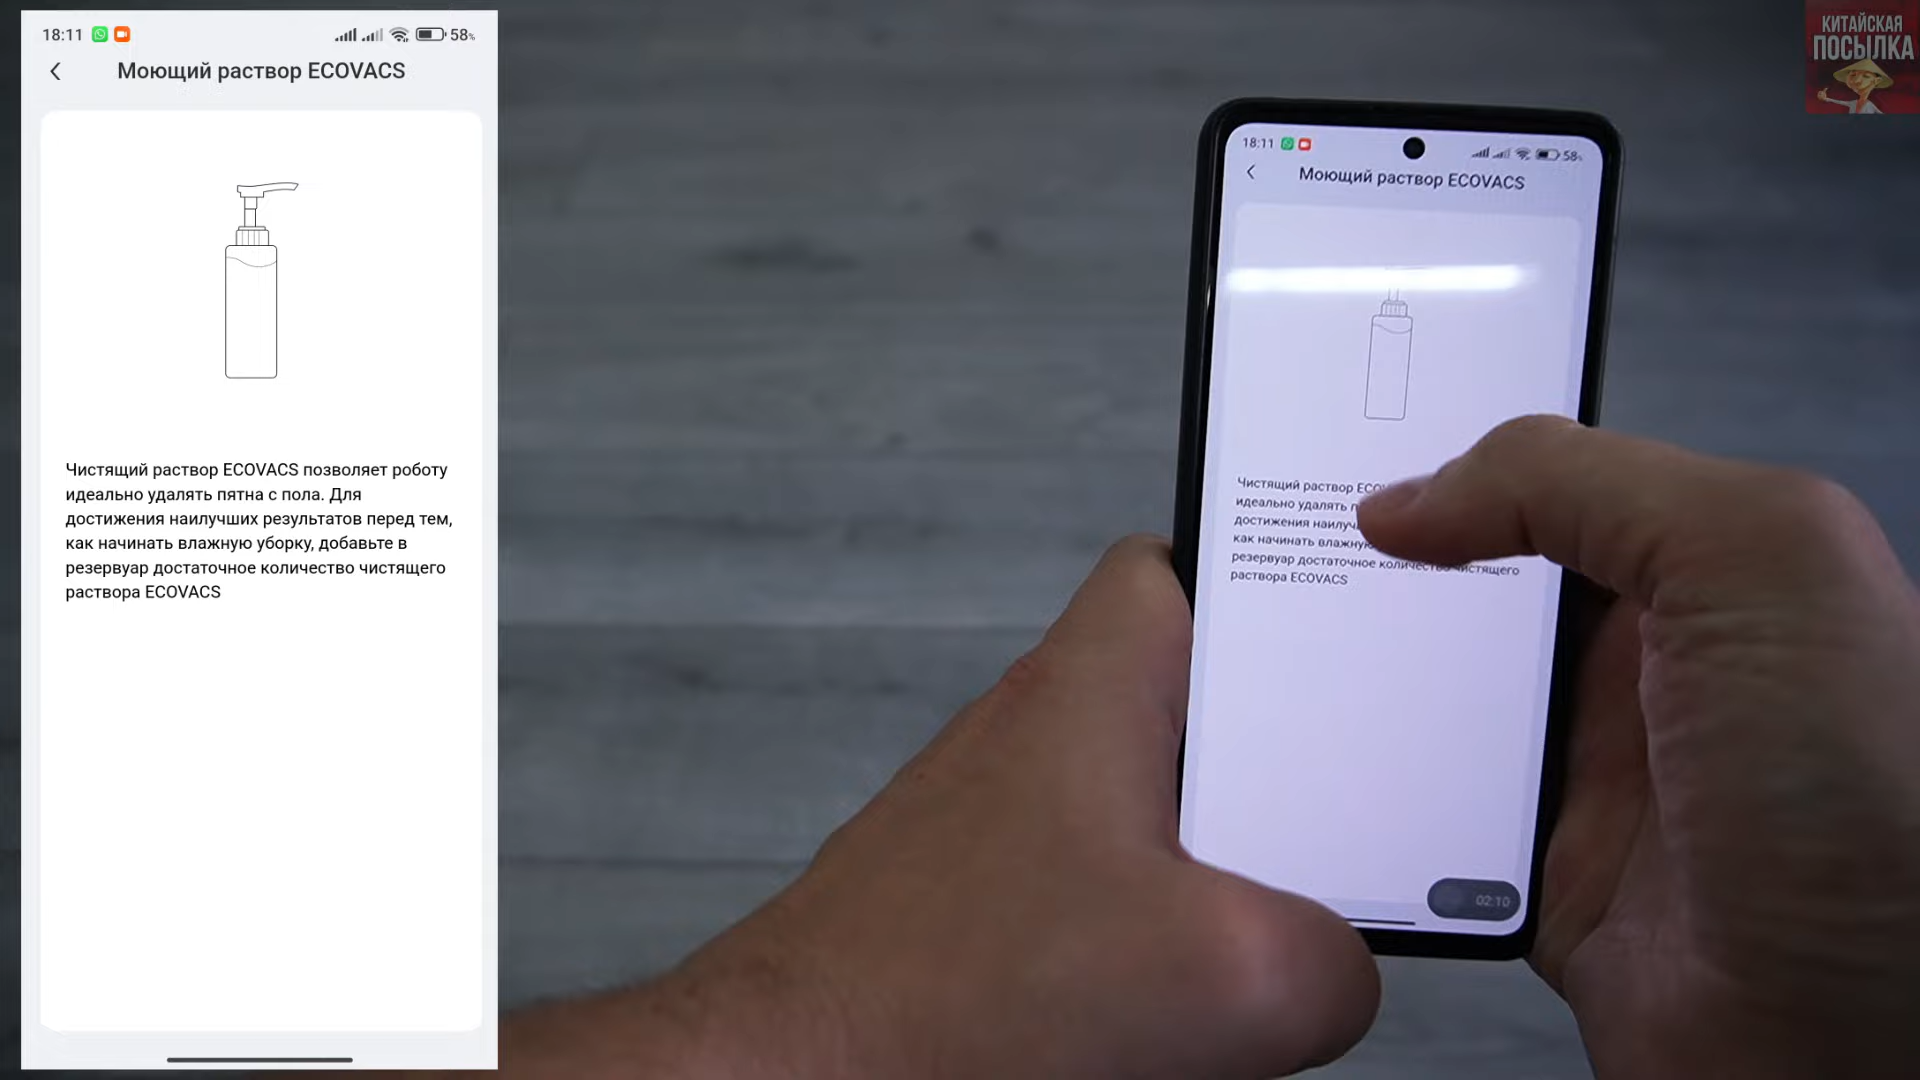 18:11
58%
Моющий раствор ECOVACS
Чистящий раствор ECOVACS позволяет роботу
идеально удалять пятна с пола. Для
достижения наилучших результатов перед тем,
как начинать влажную уборку, добавьте в
резервуар достаточное количество чистящего
раствора ECOVACS
КИТАЙСКАЯ
ПОСЫЛКА
18:11
58%
Моющий раствор ECOVACS
Чистящий раствор
идеально удалять
достижения
как начинать
резервуар достаточное количество чистящего
раствора ECOVACS
02:10